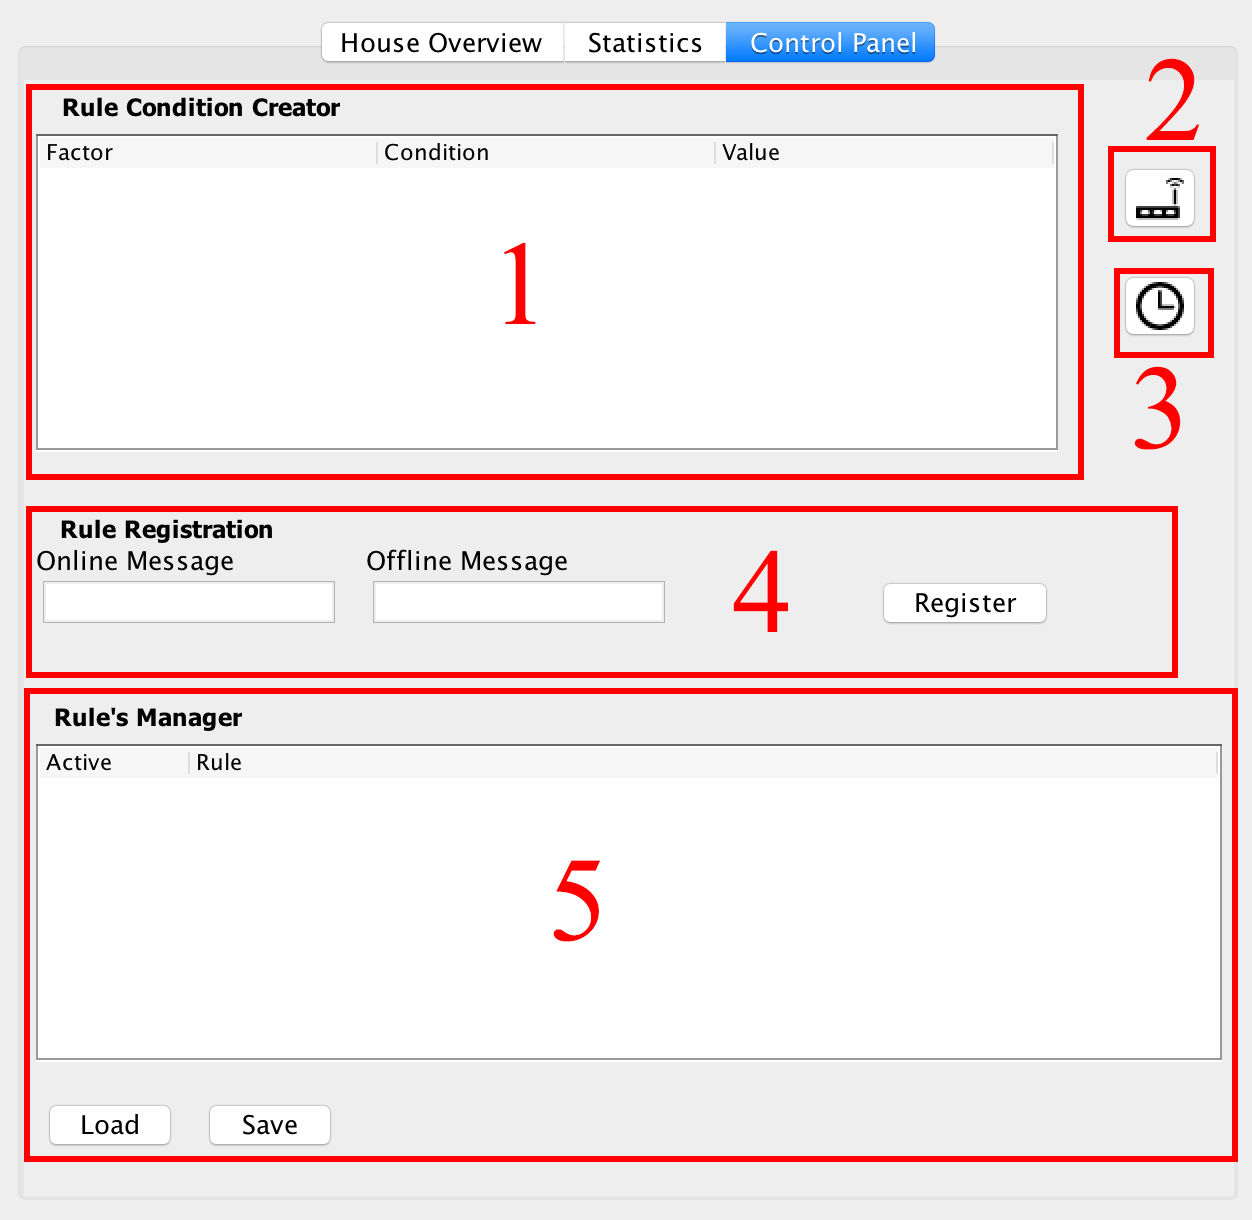 House Overview Statistics Control Panel
2
Rule Condition Creator
Factor Condition Value
1
3
Rule Registration
Online Message Offline Message
4
Register
Rule's Manager
Active Rule
5
Load Save